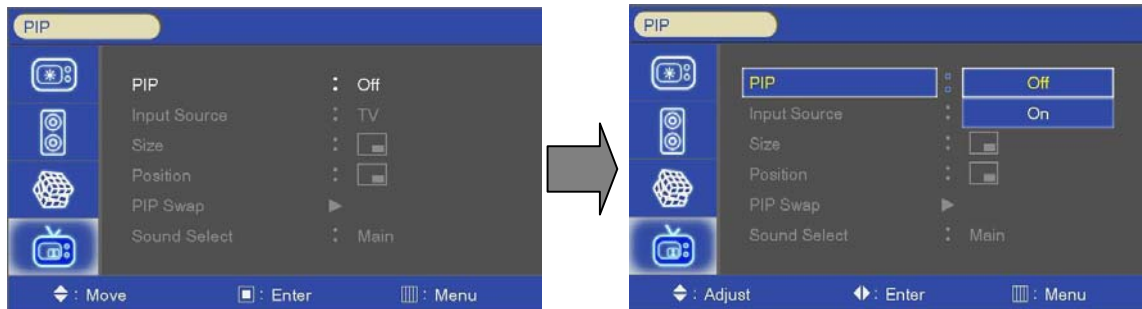 PIP
PIP : Off
Input Source : TV
Size :
Position :
PIP Swap
Sound Select : Main
: Move : Enter : Menu
PIP
PIP : Off
Input Source : On
Size :
Position :
PIP Swap
Sound Select : Main
: Adjust : Enter : Menu